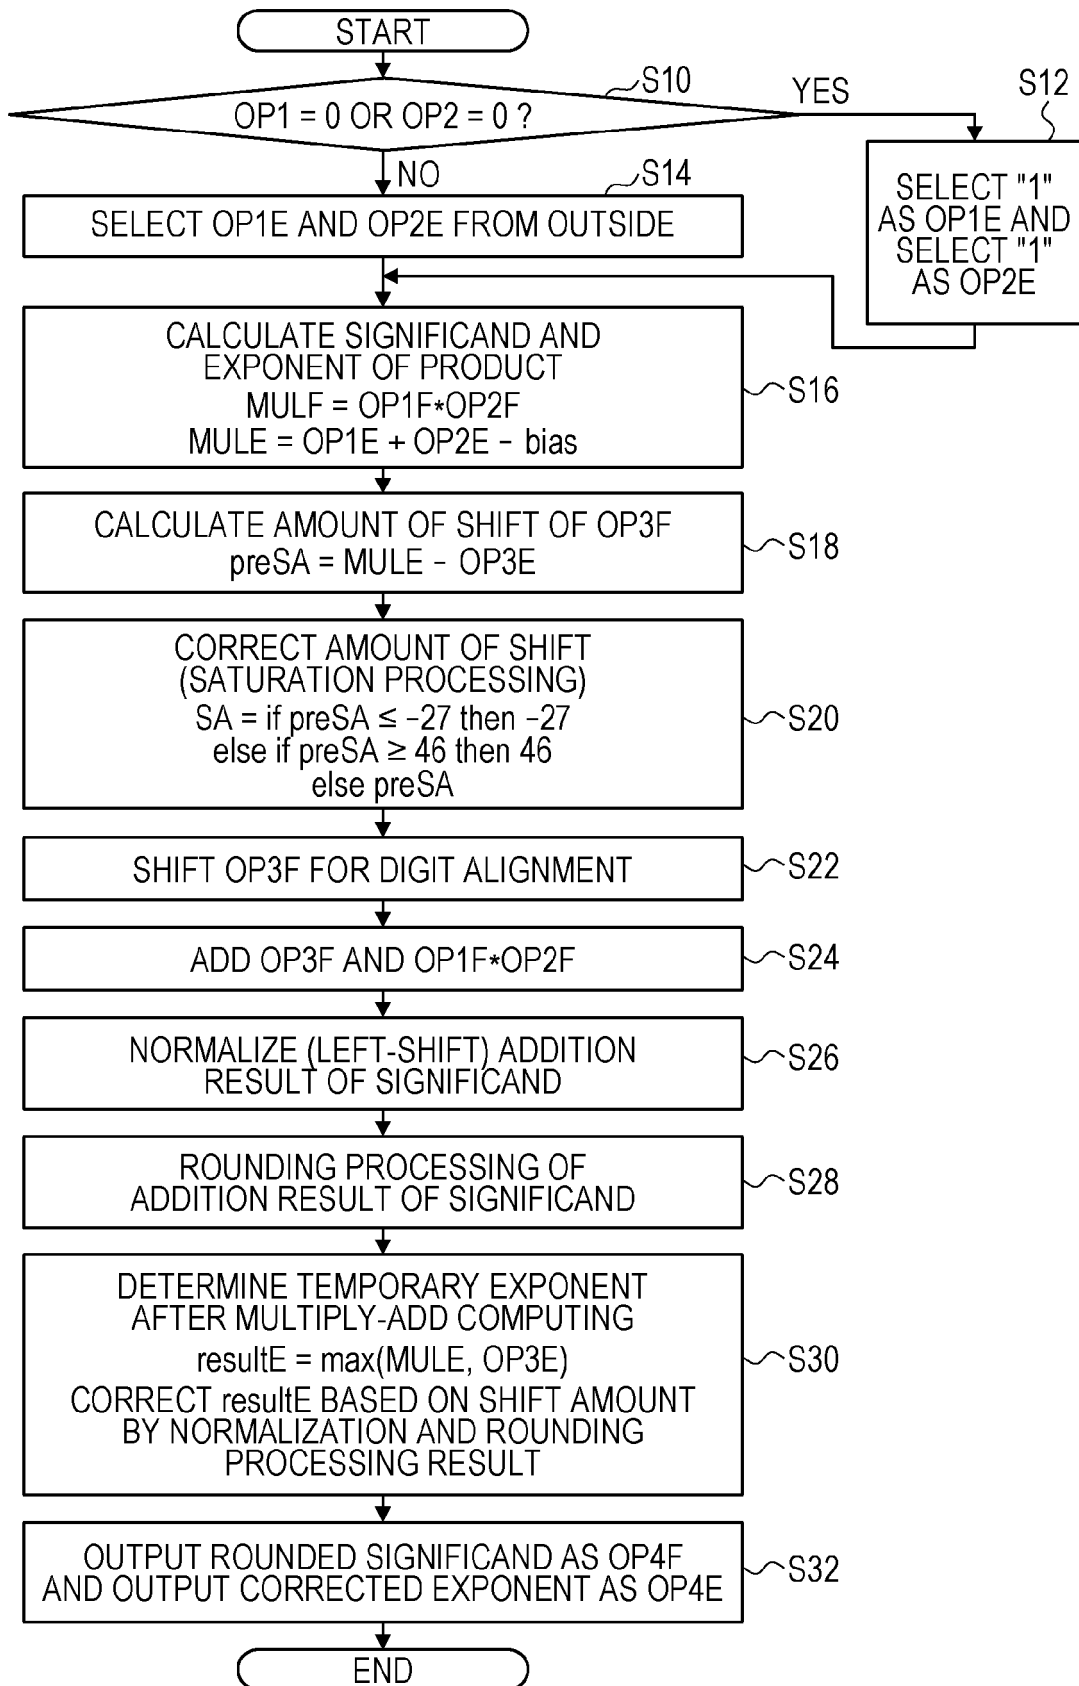 START
S10
OP1 = 0 OR OP2 = 0 ?
YES
S12
SELECT "1"
AS OP1E AND
SELECT "1"
AS OP2E
NO
S14
SELECT OP1E AND OP2E FROM OUTSIDE
CALCULATE SIGNIFICAND AND
EXPONENT OF PRODUCT
MULF = OP1F*OP2F
MULE = OP1E + OP2E − bias
S16
CALCULATE AMOUNT OF SHIFT OF OP3F
preSA = MULE − OP3E
S18
CORRECT AMOUNT OF SHIFT
(SATURATION PROCESSING)
SA = if preSA ≤ −27 then −27
else if preSA ≥ 46 then 46
else preSA
S20
SHIFT OP3F FOR DIGIT ALIGNMENT
S22
ADD OP3F AND OP1F*OP2F
S24
NORMALIZE (LEFT-SHIFT) ADDITION
RESULT OF SIGNIFICAND
S26
ROUNDING PROCESSING OF
ADDITION RESULT OF SIGNIFICAND
S28
DETERMINE TEMPORARY EXPONENT
AFTER MULTIPLY-ADD COMPUTING
resultE = max(MULE, OP3E)
CORRECT resultE BASED ON SHIFT AMOUNT
BY NORMALIZATION AND ROUNDING
PROCESSING RESULT
S30
OUTPUT ROUNDED SIGNIFICAND AS OP4F
AND OUTPUT CORRECTED EXPONENT AS OP4E
S32
END